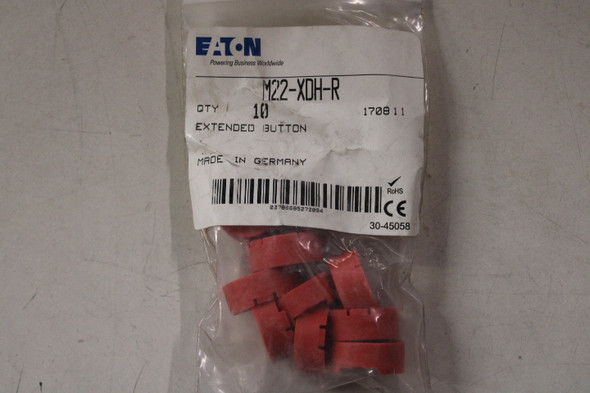 EATON
Powering Business Worldwide
M22-XDH-R
QTY 10 170811
EXTENDED BUTTON
MADE IN GERMANY
RoHS
CE
30-45058